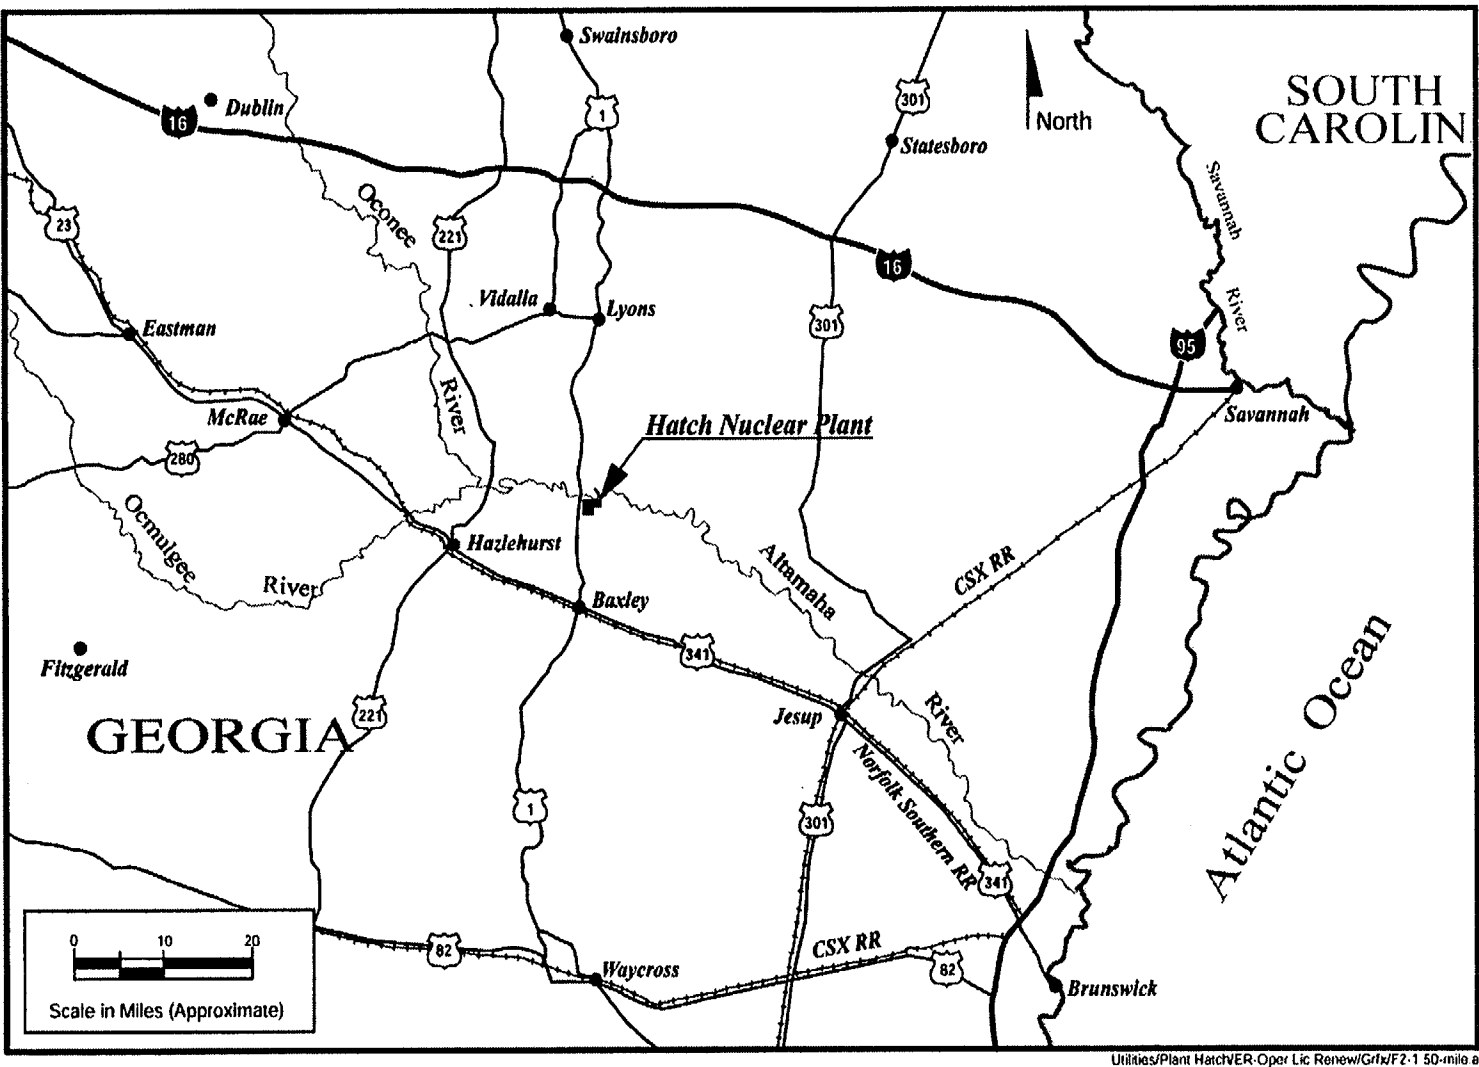 Swainsboro
Dublin
16
1
301
North
SOUTH
CAROLIN
Statesboro
Savannah
Oconee
23
221
16
River
Vidalia
Lyons
301
95
Eastman
McRae
River
Savannah
Hatch Nuclear Plant
280
Ocmulgee
Hazlehurst
Altamaha
CSX RR
River
Baxley
Fitzgerald
341
Atlantic Ocean
GEORGIA
221
Jesup
River
1
301
Norfolk Southern RR
341
0 10 20
Scale in Miles (Approximate)
82
Waycross
CSX RR
82
Brunswick
Utilities/Plant Hatch/ER-Oper Lic Renew/Grfx/F2-1 50-mile.a